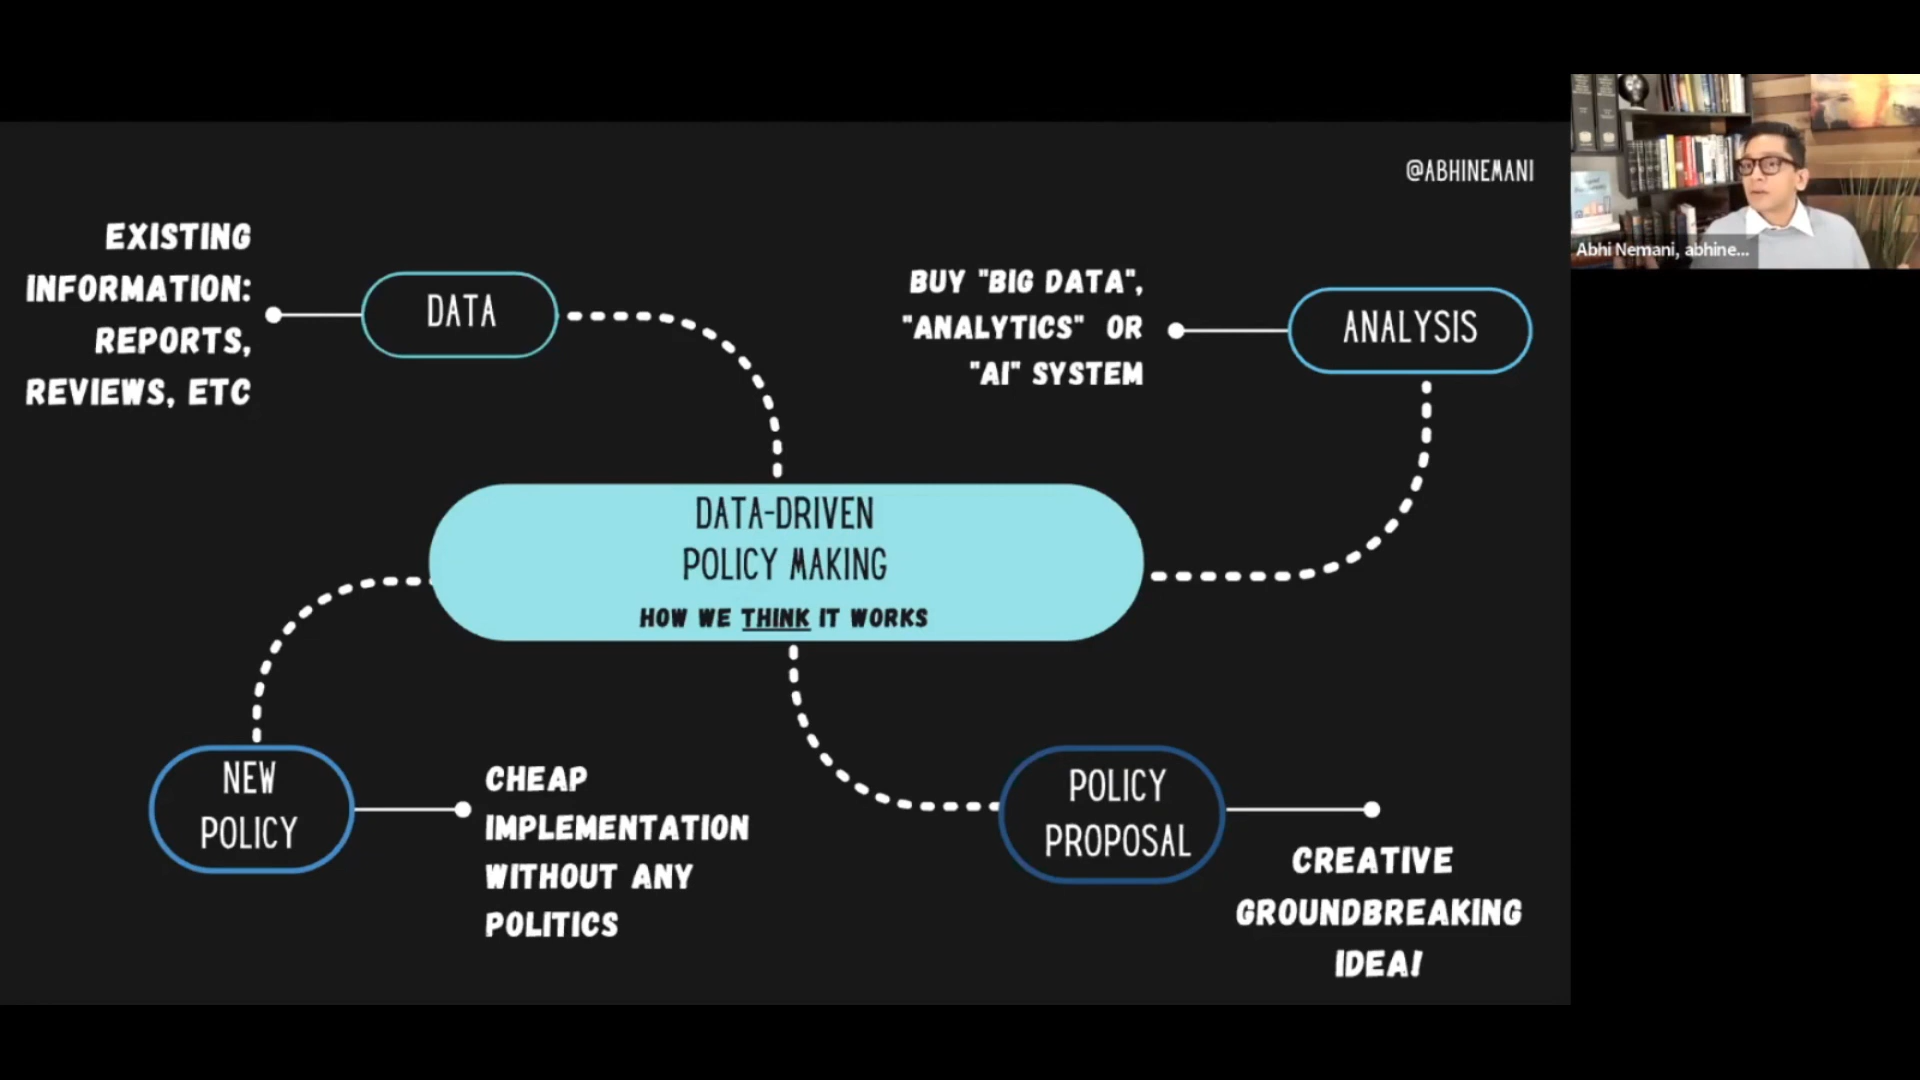 @ABHINEMANI
EXISTING
INFORMATION:
REPORTS,
REVIEWS, ETC
DATA
BUY "BIG DATA",
"ANALYTICS" OR
"AI" SYSTEM
ANALYSIS
DATA-DRIVEN
POLICY MAKING
HOW WE THINK IT WORKS
NEW
POLICY
CHEAP
IMPLEMENTATION
WITHOUT ANY
POLITICS
POLICY
PROPOSAL
CREATIVE
GROUNDBREAKING
IDEA!
Abhi Nemani, abhine...